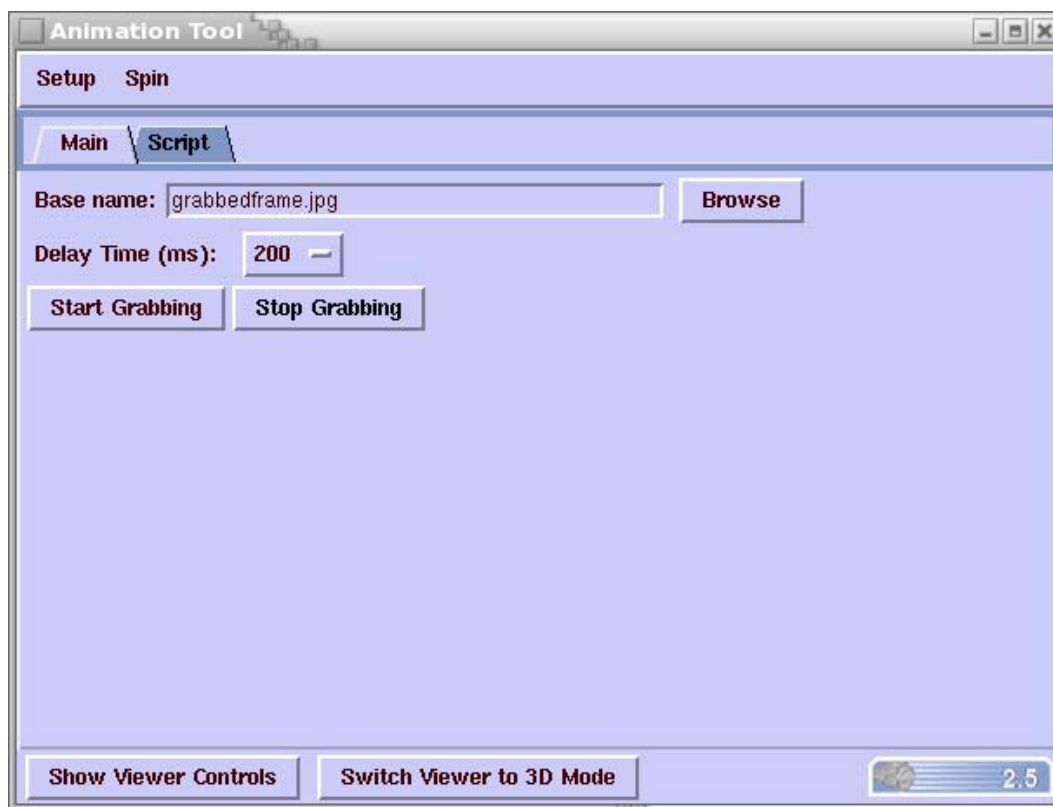 Animation Tool
Setup Spin
Main Script
Base name: grabbedframe.jpg Browse
Delay Time (ms): 200
Start Grabbing Stop Grabbing
Show Viewer Controls Switch Viewer to 3D Mode 2.5